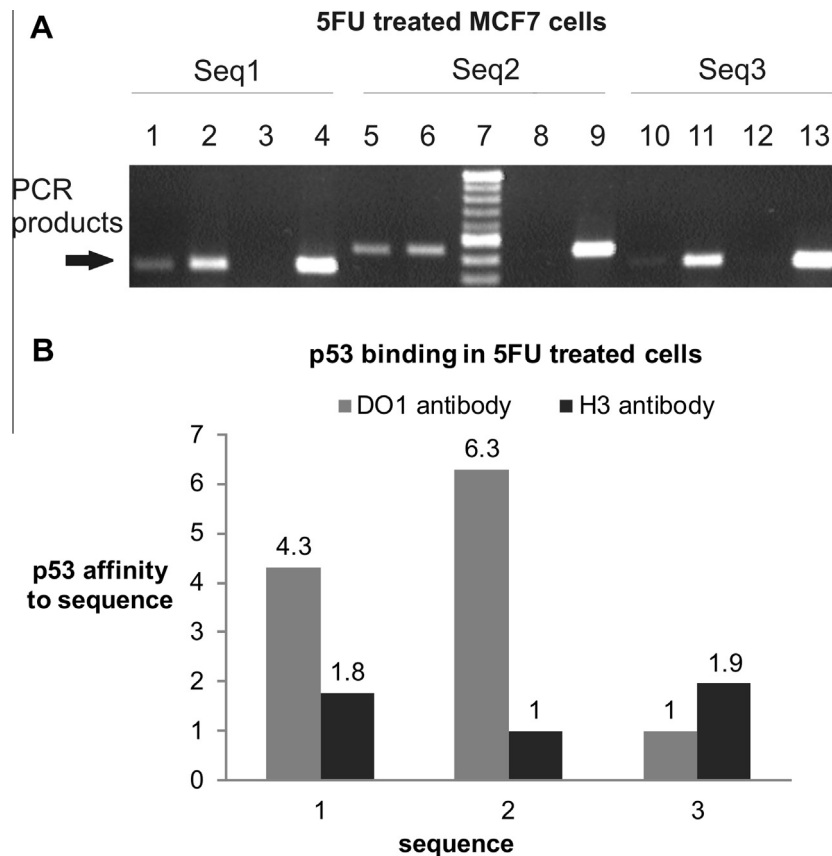 A
5FU treated MCF7 cells
Seq1 Seq2 Seq3
1 2 3 4 5 6 7 8 9 10 11 12 13
PCR
products
B
p53 binding in 5FU treated cells
DO1 antibody H3 antibody
7
6
5
4
3
2
1
0
p53 affinity
to sequence
4.3
1.8
6.3
1
1
1.9
1 2 3
sequence